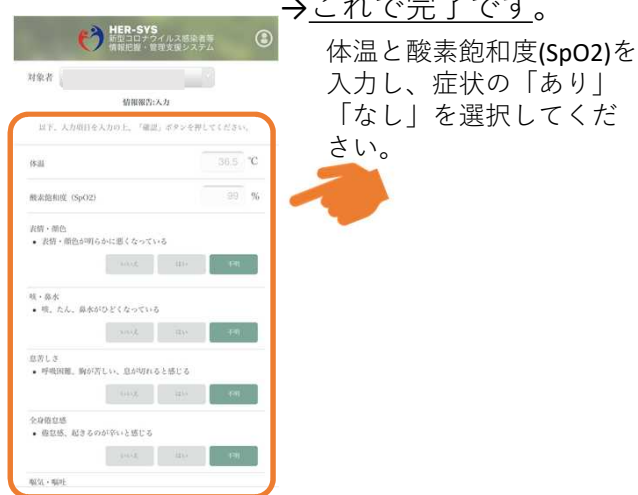 →これで完了です。
体温と酸素飽和度(SpO2)を
入力し、症状の「あり」
「なし」を選択してくだ
さい。
HER-SYS
新型コロナウイルス感染者等
情報把握・管理支援システム
対象者
情報報告:入力
以下、入力項目を入力の上、「確認」ボタンを押してください。
体温 36.5 ℃
酸素飽和度 (SpO2) 99 %
表情・顔色
• 表情・顔色が明らかに悪くなっている
いいえ はい 不明
咳・鼻水
• 咳、たん、鼻水がひどくなっている
いいえ はい 不明
息苦しさ
• 呼吸困難、胸が苦しい、息が切れると感じる
いいえ はい 不明
全身倦怠感
• 倦怠感、起きるのが辛いと感じる
いいえ はい 不明
嘔気・嘔吐